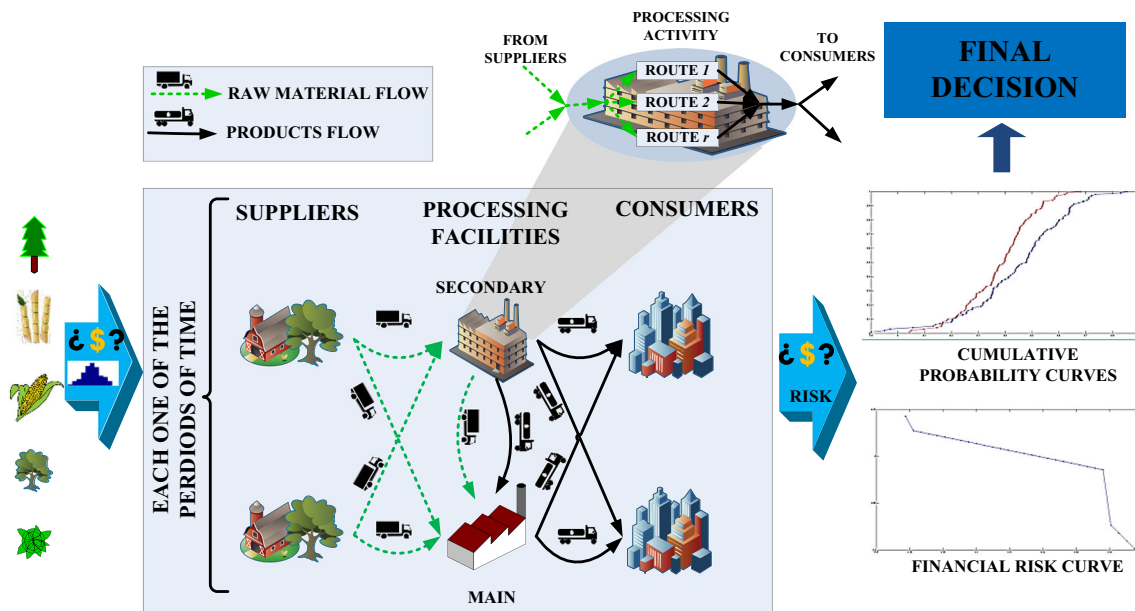 PROCESSING
ACTIVITY
FROM
SUPPLIERS
TO
CONSUMERS
ROUTE 1
ROUTE 2
ROUTE r
RAW MATERIAL FLOW
PRODUCTS FLOW
FINAL
DECISION
EACH ONE OF THE
PERDIODS OF TIME
SUPPLIERS
PROCESSING
FACILITIES
CONSUMERS
SECONDARY
MAIN
¿$?
¿$?
RISK
CUMULATIVE
PROBABILITY CURVES
FINANCIAL RISK CURVE